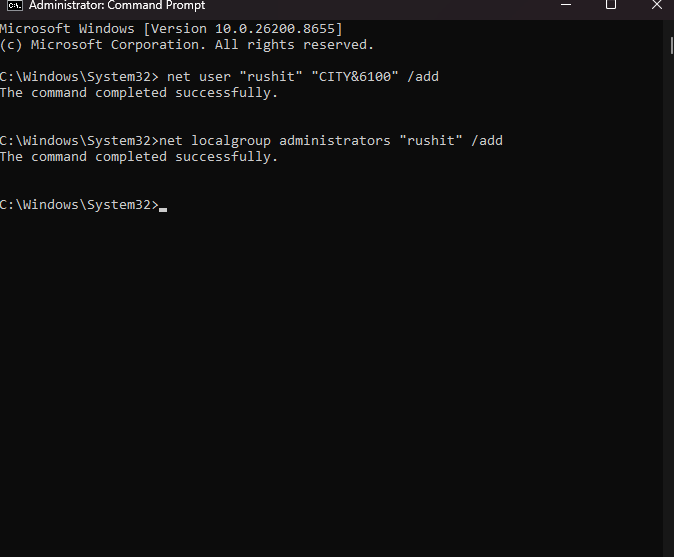 Administrator: Command Prompt
Microsoft Windows [Version 10.0.26200.8655]
(c) Microsoft Corporation. All rights reserved.
C:\Windows\System32> net user "rushit" "CITY&6100" /add
The command completed successfully.
C:\Windows\System32>net localgroup administrators "rushit" /add
The command completed successfully.
C:\Windows\System32>